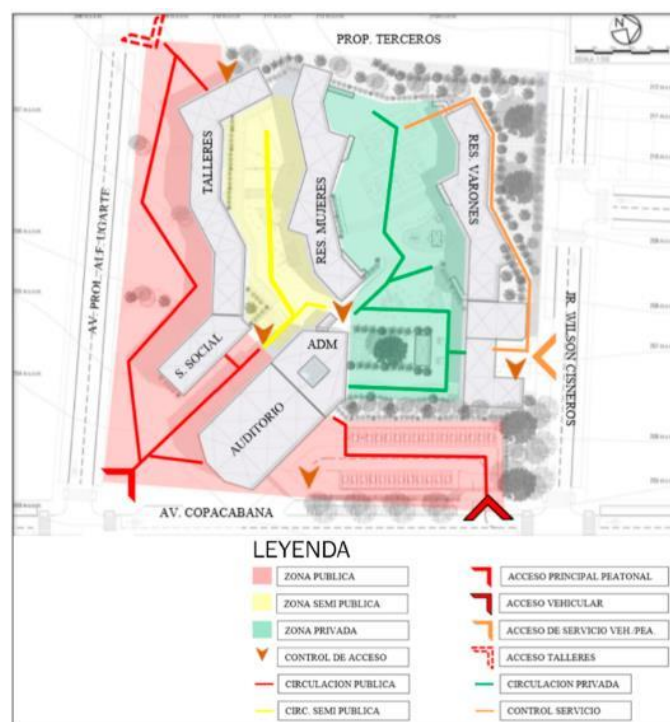 PROP. TERCEROS
N
TALLERES
RES. MUJERES
RES. VARONES
AV. PROL. ALF. UGARTE
JR. WILSON CISNEROS
S. SOCIAL
ADM
AUDITORIO
AV. COPACABANA
LEYENDA
ZONA PUBLICA
ZONA SEMI PUBLICA
ZONA PRIVADA
CONTROL DE ACCESO
CIRCULACION PUBLICA
CIRC. SEMI PUBLICA
ACCESO PRINCIPAL PEATONAL
ACCESO VEHICULAR
ACCESO DE SERVICIO VEH./PEA.
ACCESO TALLERES
CIRCULACION PRIVADA
CONTROL SERVICIO